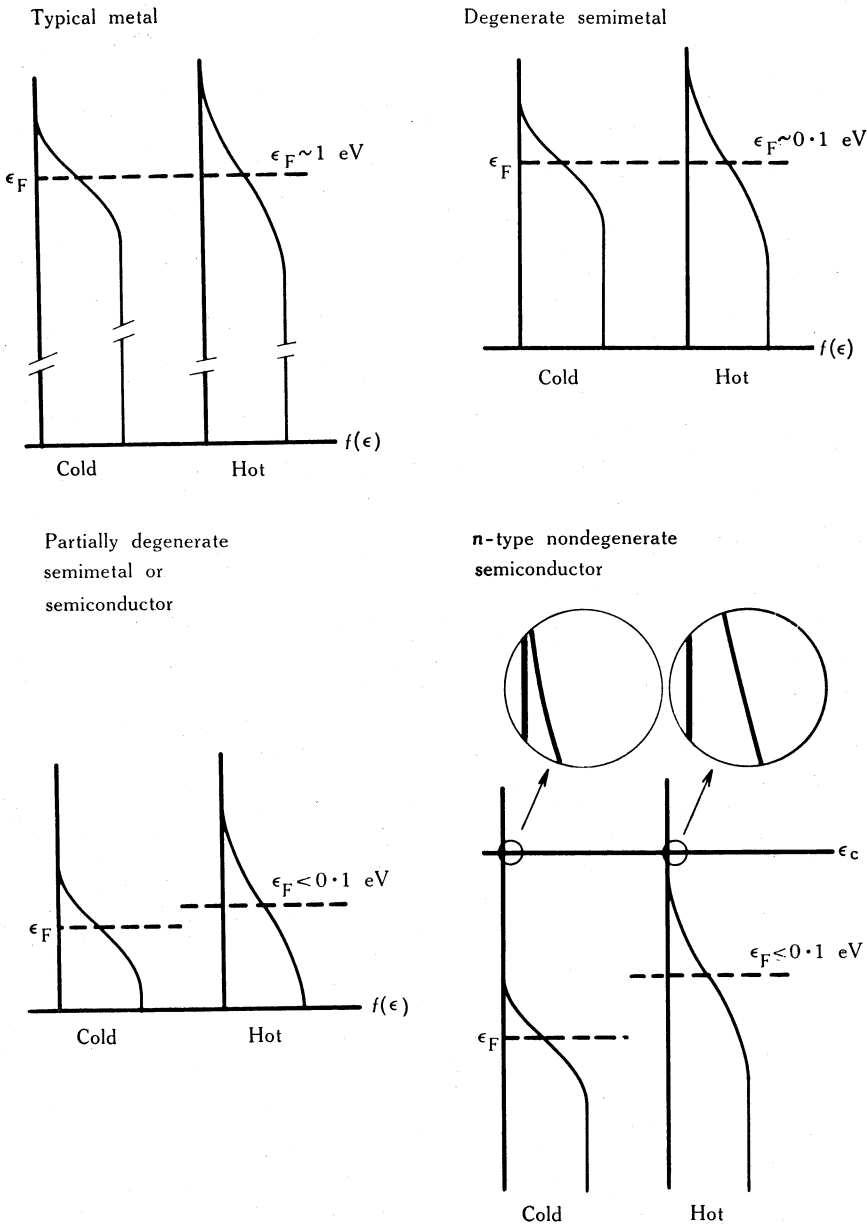 Typical metal
ϵF
ϵF~1 eV
f(ϵ)
Cold
Hot
Degenerate semimetal
ϵF
ϵF~0·1 eV
f(ϵ)
Cold
Hot
Partially degenerate
semimetal or
semiconductor
ϵF
ϵF<0·1 eV
f(ϵ)
Cold
Hot
n-type nondegenerate
semiconductor
ϵc
ϵF<0·1 eV
ϵF
Cold
Hot